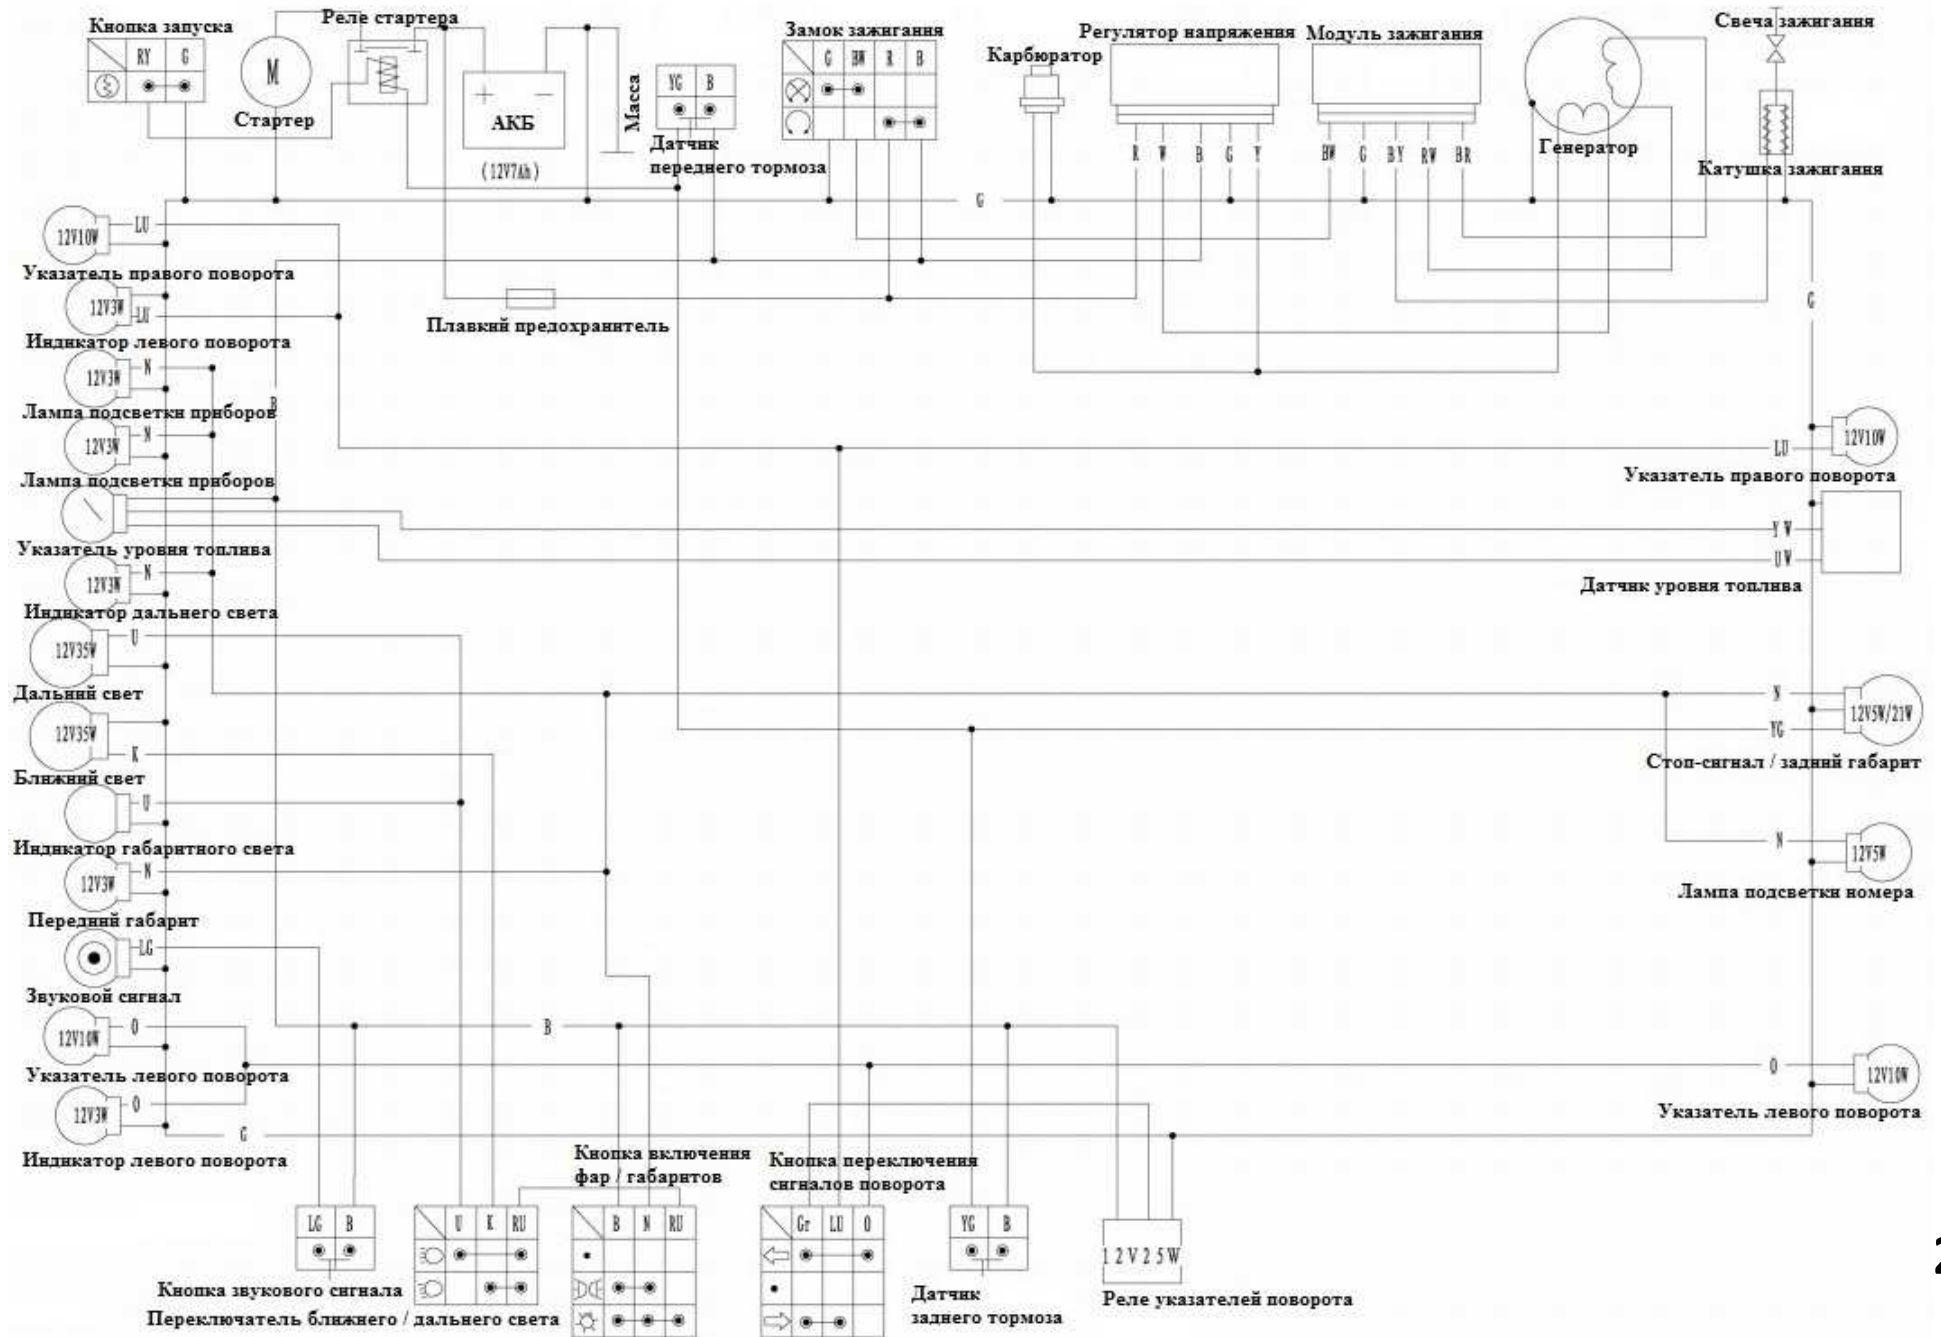 Кнопка запуска
RY G
Стартер
M
Реле стартера
АКБ
+ −
(12V7Ah)
Масса
YG B
Датчик
переднего тормоза
Замок зажигания
G BW R B
Карбюратор
Регулятор напряжения
R W B G Y
Модуль зажигания
BW G BY RW BR
Генератор
Свеча зажигания
Катушка зажигания
G
G
12V10W
LU
Указатель правого поворота
12V3W
LU
Индикатор левого поворота
Плавкий предохранитель
12V3W
N
Лампа подсветки приборов
B
12V3W
N
Лампа подсветки приборов
Указатель уровня топлива
12V3W
N
Индикатор дальнего света
12V35W
U
Дальний свет
12V35W
K
Ближний свет
U
Индикатор габаритного света
12V3W
N
Передний габарит
LG
Звуковой сигнал
12V10W
O
Указатель левого поворота
12V3W
O
Индикатор левого поворота
B
G
LU
12V10W
Указатель правого поворота
YW
UW
Датчик уровня топлива
N
YG
12V5W/21W
Стоп-сигнал / задний габарит
N
12V5W
Лампа подсветки номера
O
12V10W
Указатель левого поворота
LG B
Кнопка звукового сигнала
U K RU
Переключатель ближнего / дальнего света
Кнопка включения
фар / габаритов
B N RU
Кнопка переключения
сигналов поворота
Gr LU O
YG B
Датчик
заднего тормоза
12V25W
Реле указателей поворота